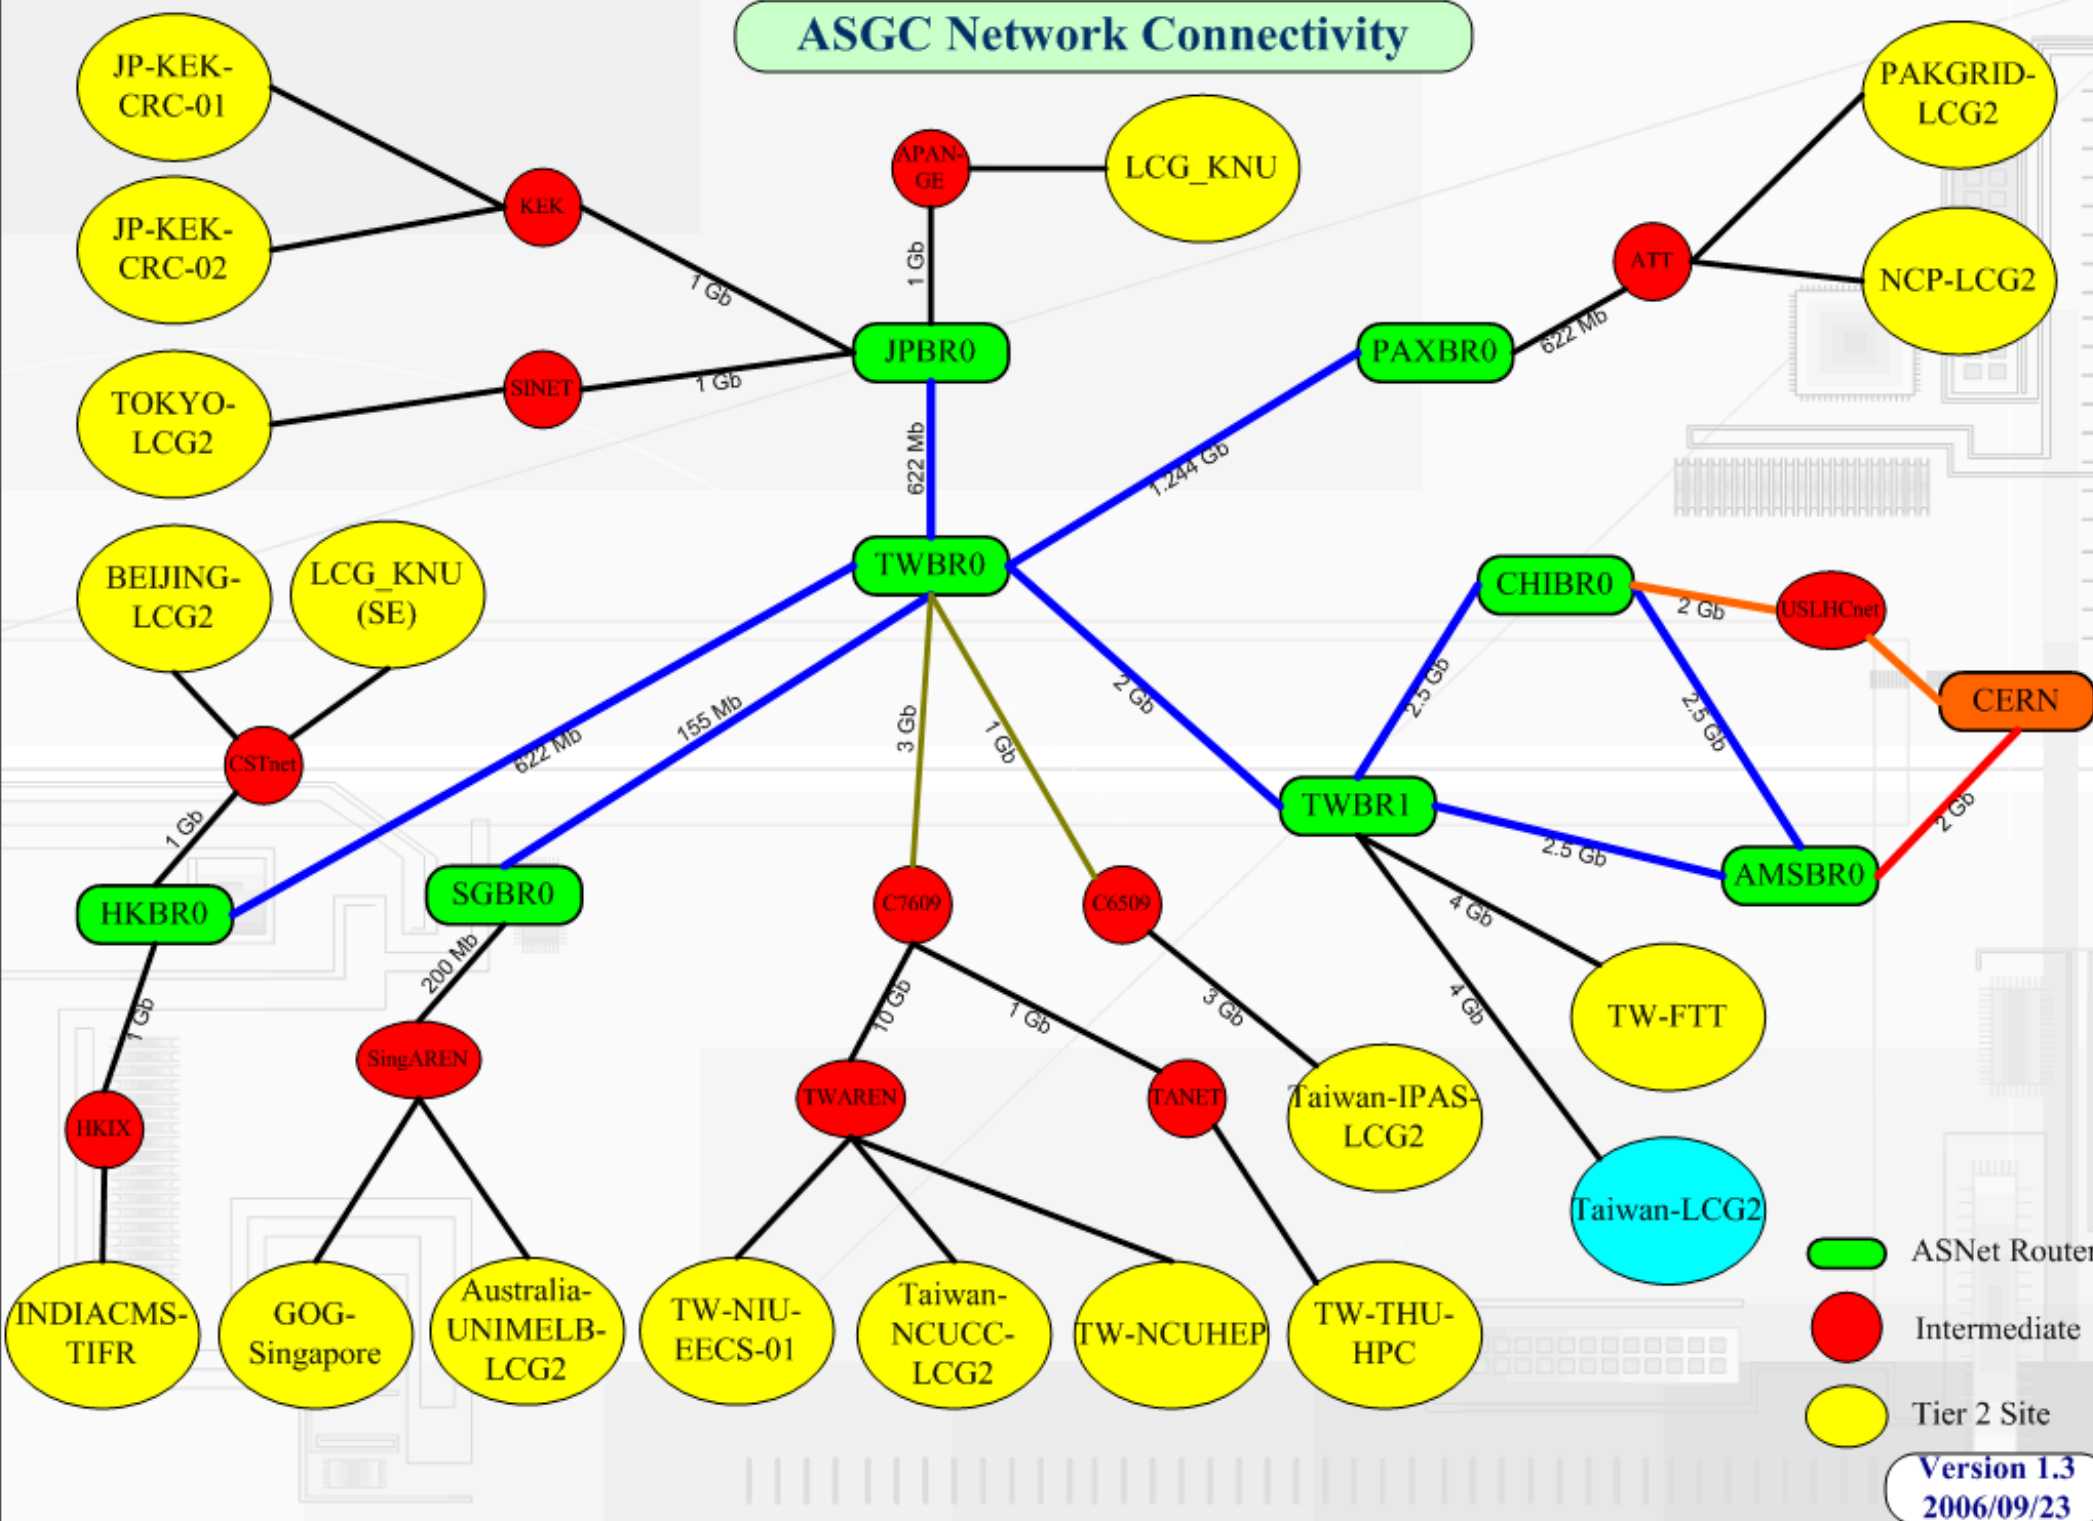 ASGC Network Connectivity
JP-KEK-
CRC-01
JP-KEK-
CRC-02
TOKYO-
LCG2
KEK
SINET
1 Gb
1 Gb
APAN-
GE
LCG_KNU
1 Gb
JPBR0
PAKGRID-
LCG2
NCP-LCG2
ATT
622 Mb
PAXBR0
622 Mb
1.244 Gb
TWBR0
BEIJING-
LCG2
LCG_KNU
(SE)
CSTnet
1 Gb
HKBR0
622 Mb
155 Mb
SGBR0
3 Gb
1 Gb
2 Gb
CHIBR0
2 Gb
USLHCnet
CERN
2.5 Gb
2.5 Gb
TWBR1
2.5 Gb
AMSBR0
2 Gb
C7609
C6509
200 Mb
1 Gb
10 Gb
1 Gb
3 Gb
4 Gb
4 Gb
TW-FTT
SingAREN
HKIX
TWAREN
TANET
Taiwan-IPAS-
LCG2
Taiwan-LCG2
INDIACMS-
TIFR
GOG-
Singapore
Australia-
UNIMELB-
LCG2
TW-NIU-
EECS-01
Taiwan-
NCUCC-
LCG2
TW-NCUHEP
TW-THU-
HPC
ASNet Router
Intermediate
Tier 2 Site
Version 1.3
2006/09/23